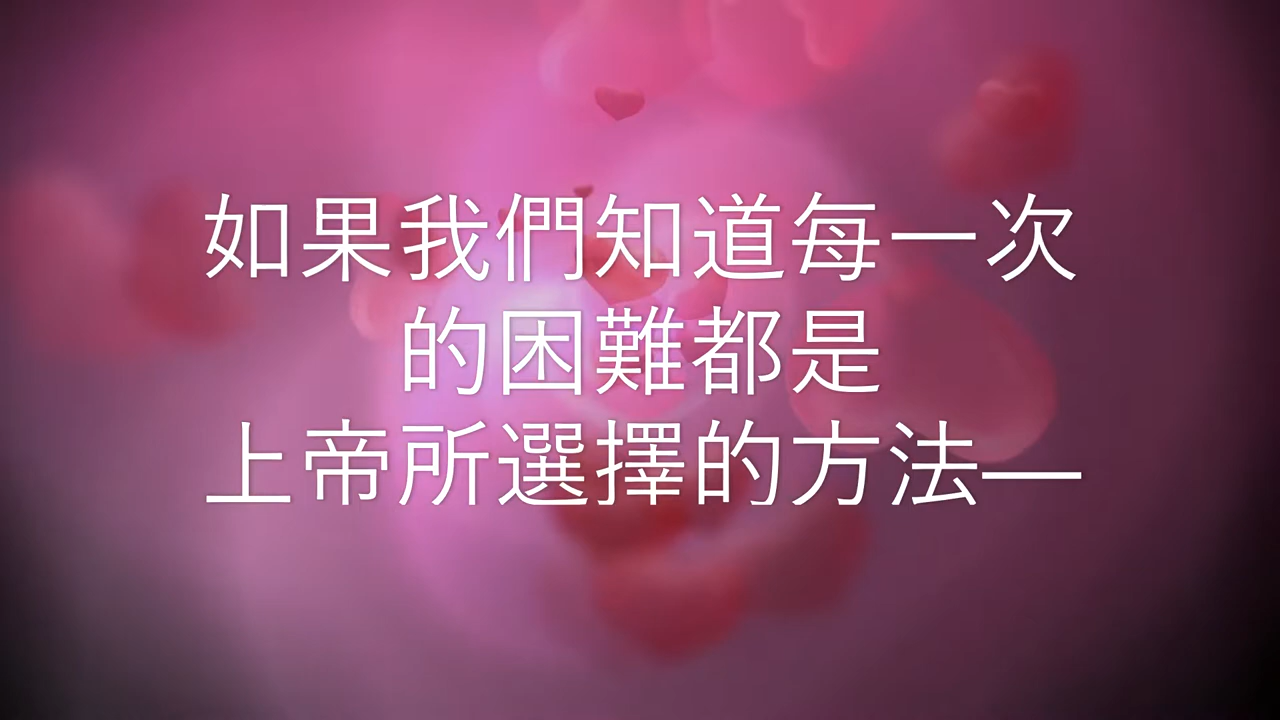 如果我們知道每一次
的困難都是
上帝所選擇的方法—